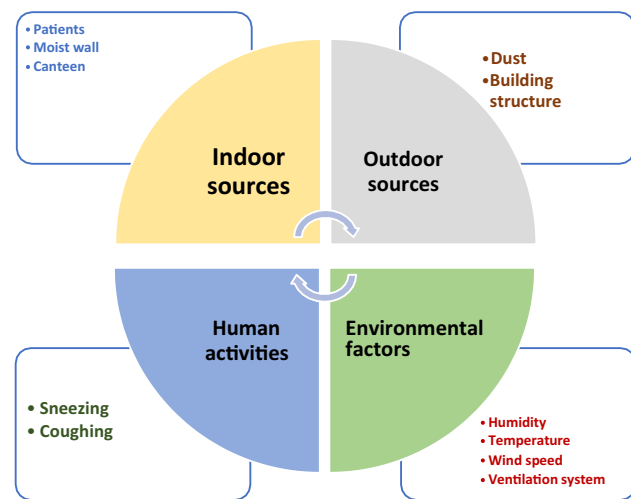 • Patients
• Moist wall
• Canteen
• Dust
• Building
structure
Indoor
sources
Outdoor
sources
Human
activities
Environmental
factors
• Sneezing
• Coughing
• Humidity
• Temperature
• Wind speed
• Ventilation system